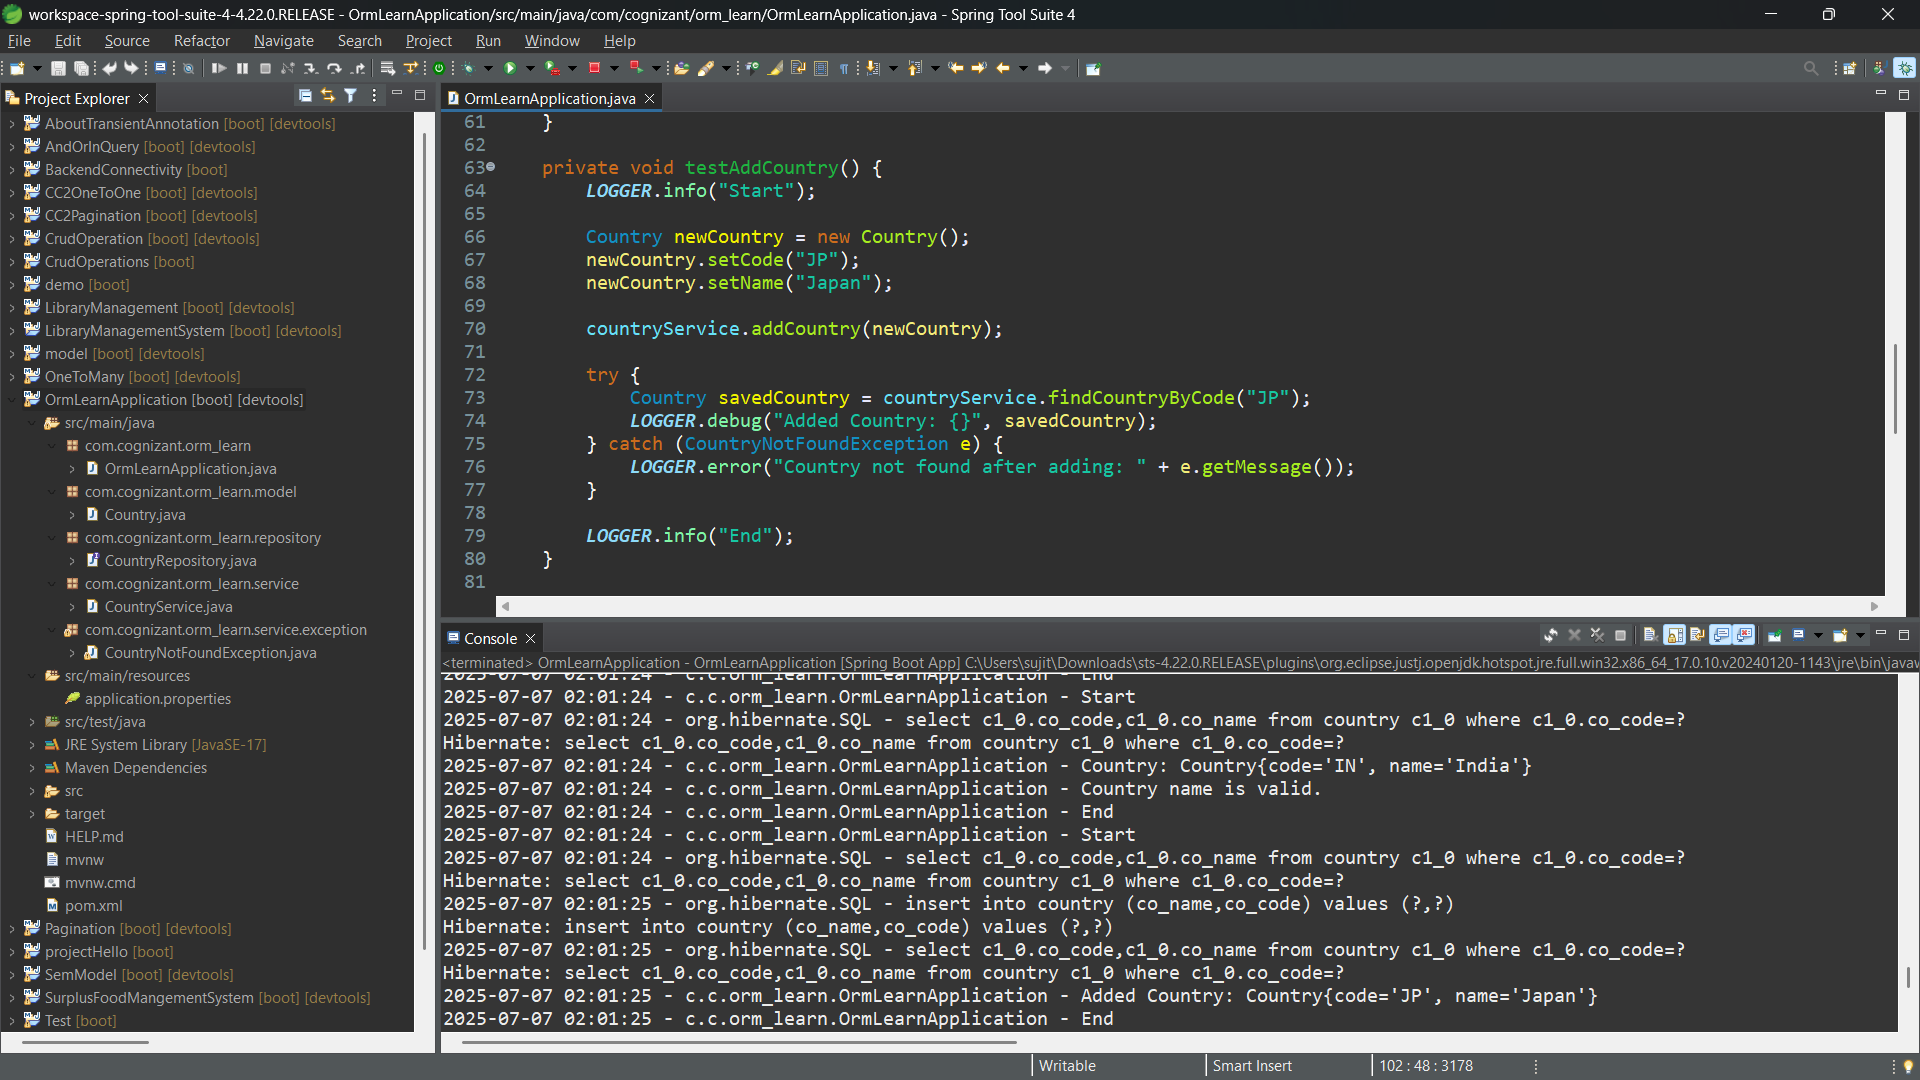 workspace-spring-tool-suite-4-4.22.0.RELEASE - OrmLearnApplication/src/main/java/com/cognizant/orm_learn/OrmLearnApplication.java - Spring Tool Suite 4
File Edit Source Refactor Navigate Search Project Run Window Help
Project Explorer
AboutTransientAnnotation [boot] [devtools]
AndOrInQuery [boot] [devtools]
BackendConnectivity [boot]
CC2OneToOne [boot] [devtools]
CC2Pagination [boot] [devtools]
CrudOperation [boot] [devtools]
CrudOperations [boot]
demo [boot]
LibraryManagement [boot] [devtools]
LibraryManagementSystem [boot] [devtools]
model [boot] [devtools]
OneToMany [boot] [devtools]
OrmLearnApplication [boot] [devtools]
src/main/java
com.cognizant.orm_learn
OrmLearnApplication.java
com.cognizant.orm_learn.model
Country.java
com.cognizant.orm_learn.repository
CountryRepository.java
com.cognizant.orm_learn.service
CountryService.java
com.cognizant.orm_learn.service.exception
CountryNotFoundException.java
src/main/resources
application.properties
src/test/java
JRE System Library [JavaSE-17]
Maven Dependencies
src
target
HELP.md
mvnw
mvnw.cmd
pom.xml
Pagination [boot] [devtools]
projectHello [boot]
SemModel [boot] [devtools]
SurplusFoodMangementSystem [boot] [devtools]
Test [boot]
OrmLearnApplication.java
61 }
62
63 private void testAddCountry() {
64 LOGGER.info("Start");
65
66 Country newCountry = new Country();
67 newCountry.setCode("JP");
68 newCountry.setName("Japan");
69
70 countryService.addCountry(newCountry);
71
72 try {
73 Country savedCountry = countryService.findCountryByCode("JP");
74 LOGGER.debug("Added Country: {}", savedCountry);
75 } catch (CountryNotFoundException e) {
76 LOGGER.error("Country not found after adding: " + e.getMessage());
77 }
78
79 LOGGER.info("End");
80 }
81
Console
<terminated> OrmLearnApplication - OrmLearnApplication [Spring Boot App] C:\Users\sujit\Downloads\sts-4.22.0.RELEASE\plugins\org.eclipse.justj.openjdk.hotspot.jre.full.win32.x86_64_17.0.10.v20240120-1143\jre\bin\javaw
2025-07-07 02:01:24 - c.c.orm_learn.OrmLearnApplication - End
2025-07-07 02:01:24 - c.c.orm_learn.OrmLearnApplication - Start
2025-07-07 02:01:24 - org.hibernate.SQL - select c1_0.co_code,c1_0.co_name from country c1_0 where c1_0.co_code=?
Hibernate: select c1_0.co_code,c1_0.co_name from country c1_0 where c1_0.co_code=?
2025-07-07 02:01:24 - c.c.orm_learn.OrmLearnApplication - Country: Country{code='IN', name='India'}
2025-07-07 02:01:24 - c.c.orm_learn.OrmLearnApplication - Country name is valid.
2025-07-07 02:01:24 - c.c.orm_learn.OrmLearnApplication - End
2025-07-07 02:01:24 - c.c.orm_learn.OrmLearnApplication - Start
2025-07-07 02:01:24 - org.hibernate.SQL - select c1_0.co_code,c1_0.co_name from country c1_0 where c1_0.co_code=?
Hibernate: select c1_0.co_code,c1_0.co_name from country c1_0 where c1_0.co_code=?
2025-07-07 02:01:25 - org.hibernate.SQL - insert into country (co_name,co_code) values (?,?)
Hibernate: insert into country (co_name,co_code) values (?,?)
2025-07-07 02:01:25 - org.hibernate.SQL - select c1_0.co_code,c1_0.co_name from country c1_0 where c1_0.co_code=?
Hibernate: select c1_0.co_code,c1_0.co_name from country c1_0 where c1_0.co_code=?
2025-07-07 02:01:25 - c.c.orm_learn.OrmLearnApplication - Added Country: Country{code='JP', name='Japan'}
2025-07-07 02:01:25 - c.c.orm_learn.OrmLearnApplication - End
Writable Smart Insert 102 : 48 : 3178